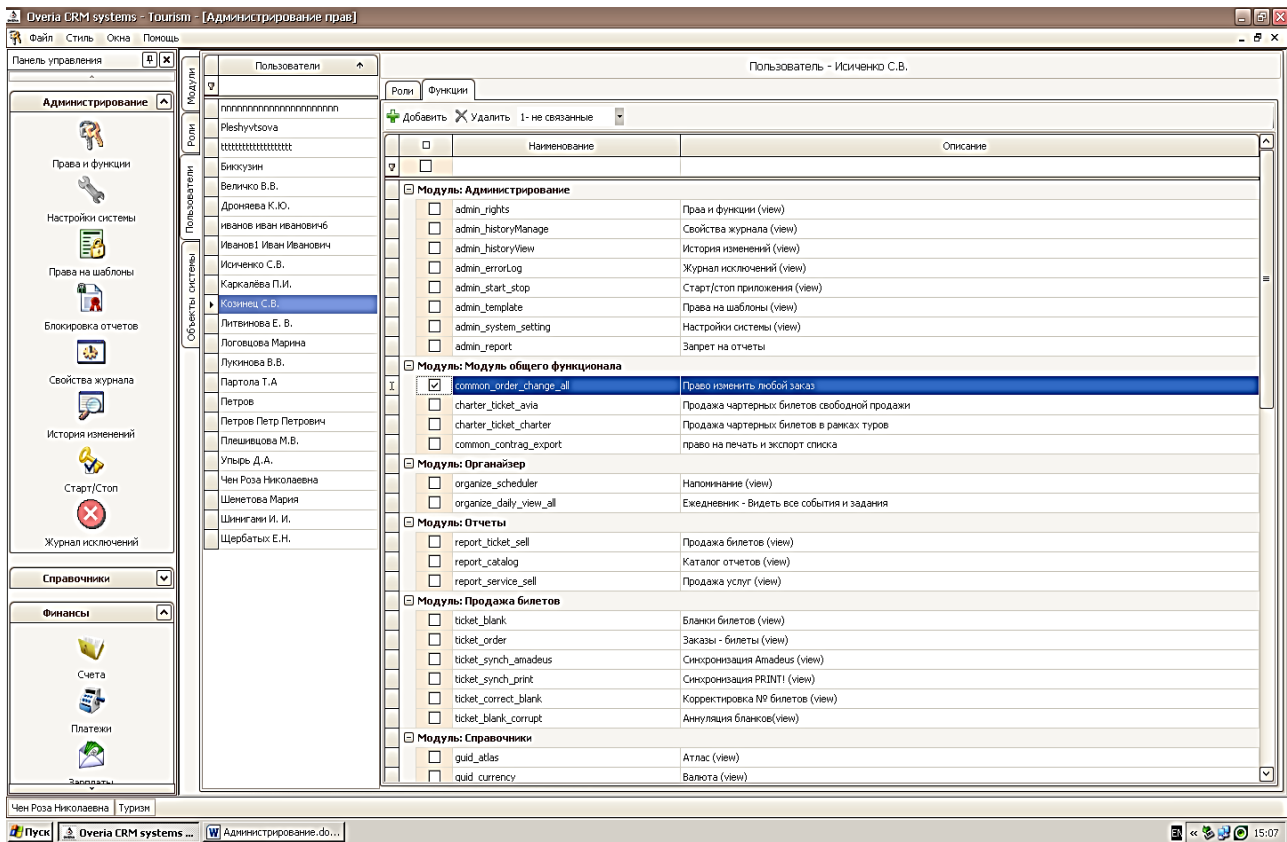 Overia CRM systems - Tourism - [Администрирование прав]
Файл Стиль Окна Помощь
Панель управления
Администрирование
Права и функции
Настройки системы
Права на шаблоны
Блокировка отчетов
Свойства журнала
История изменений
Старт/Стоп
Журнал исключений
Справочники
Финансы
Счета
Платежи
Зарплаты
Модули
Роли
Пользователи
Объекты системы
Пользователи
Pleshyvtsova
Биккузин
Величко В.В.
Дроняева К.Ю.
иванов иван иванович6
Иванов1 Иван Иванович
Исиченко С.В.
Каркалёва П.И.
Козинец С.В.
Литвинова Е. В.
Логовцова Марина
Лукинова В.В.
Партола Т.А
Петров
Петров Петр Петрович
Плешивцова М.В.
Упырь Д.А.
Чен Роза Николаевна
Шенетова Мария
Шинигами И. И.
Щербатых Е.Н.
Пользователь - Исиченко С.В.
Роли Функции
Добавить Удалить 1- не связанные
Наименование Описание
Модуль: Администрирование
admin_rights Праа и функции (view)
admin_historyManage Свойства журнала (view)
admin_historyView История изменений (view)
admin_errorLog Журнал исключений (view)
admin_start_stop Старт/стоп приложения (view)
admin_template Права на шаблоны (view)
admin_system_setting Настройки системы (view)
admin_report Запрет на отчеты
Модуль: Модуль общего функционала
common_order_change_all Право изменить любой заказ
charter_ticket_avia Продажа чартерных билетов свободной продажи
charter_ticket_charter Продажа чартерных билетов в рамках туров
common_contrag_export право на печать и экспорт списка
Модуль: Органайзер
organize_scheduler Напоминание (view)
organize_daily_view_all Ежедневник - Видеть все события и задания
Модуль: Отчеты
report_ticket_sell Продажа билетов (view)
report_catalog Каталог отчетов (view)
report_service_sell Продажа услуг (view)
Модуль: Продажа билетов
ticket_blank Бланки билетов (view)
ticket_order Заказы - билеты (view)
ticket_synch_amadeus Синхронизация Amadeus (view)
ticket_synch_print Синхронизация PRINT! (view)
ticket_correct_blank Корректировка № билетов (view)
ticket_blank_corrupt Аннуляция бланков(view)
Модуль: Справочники
guid_atlas Атлас (view)
guid_currency Валюта (view)
Чен Роза Николаевна Туризм
Пуск Overia CRM systems ... Администрирование.do... EN « 15:07